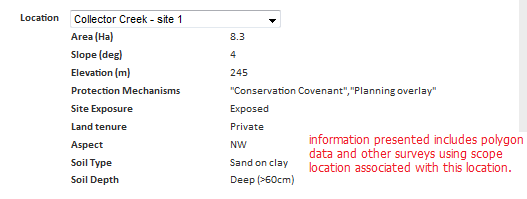 Location Collector Creek - site 1
Area (Ha) 8.3
Slope (deg) 4
Elevation (m) 245
Protection Mechanisms "Conservation Covenant","Planning overlay"
Site Exposure Exposed
Land tenure Private
Aspect NW
Soil Type Sand on clay
Soil Depth Deep (>60cm)
information presented includes polygon
data and other surveys using scope
location associated with this location.